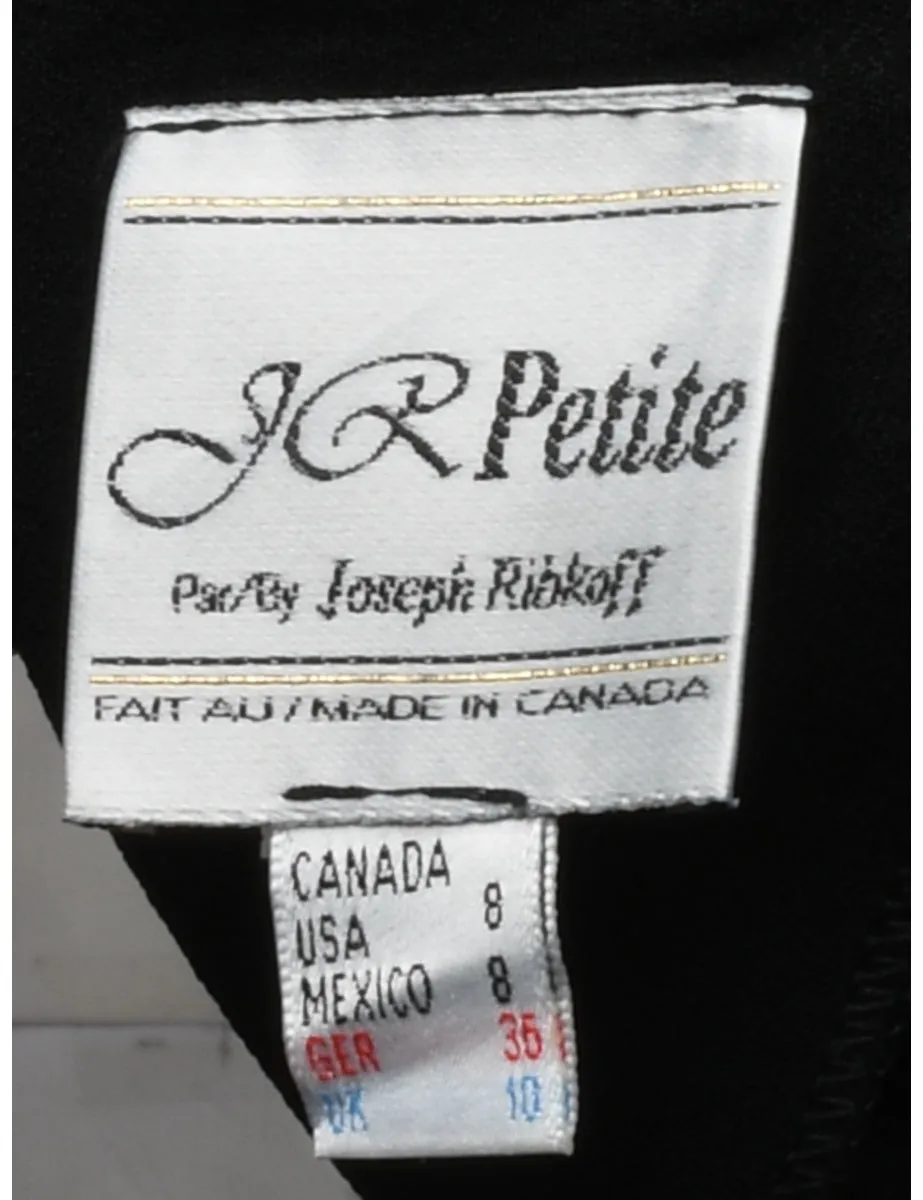 JR Petite
Par/By Joseph Ribkoff
FAIT AU / MADE IN CANADA
CANADA
8
USA
MEXICO 8
GER 36
UK 10